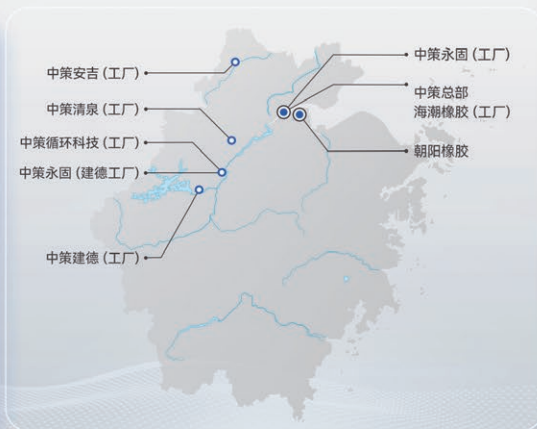 中策安吉（工厂）
中策清泉（工厂）
中策循环科技（工厂）
中策永固（建德工厂）
中策建德（工厂）
中策永固（工厂）
中策总部
海潮橡胶（工厂）
朝阳橡胶